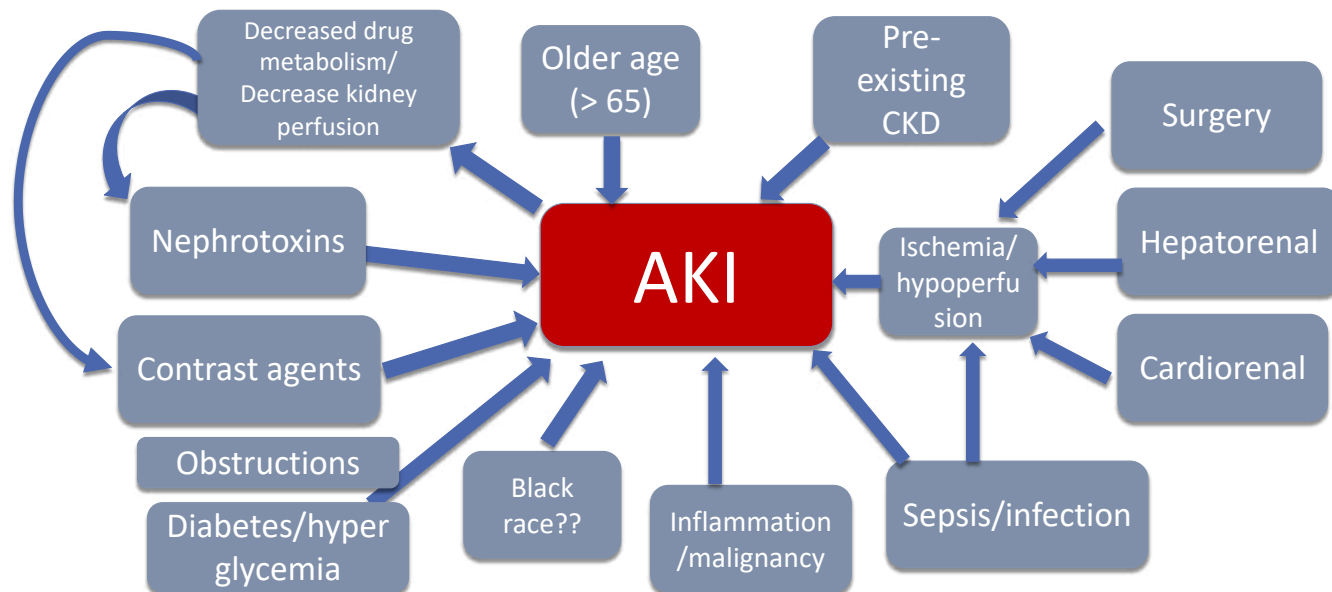 Decreased drug
metabolism/
Decrease kidney
perfusion
Older age
(> 65)
Pre-
existing
CKD
Surgery
Nephrotoxins
AKI
Ischemia/
hypoperfu
sion
Hepatorenal
Contrast agents
Cardiorenal
Obstructions
Diabetes/hyper
glycemia
Black
race??
Inflammation
/malignancy
Sepsis/infection